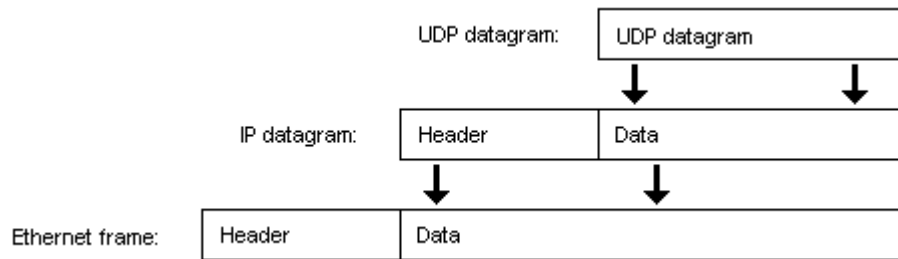 UDP datagram: UDP datagram
IP datagram: Header Data
Ethernet frame: Header Data